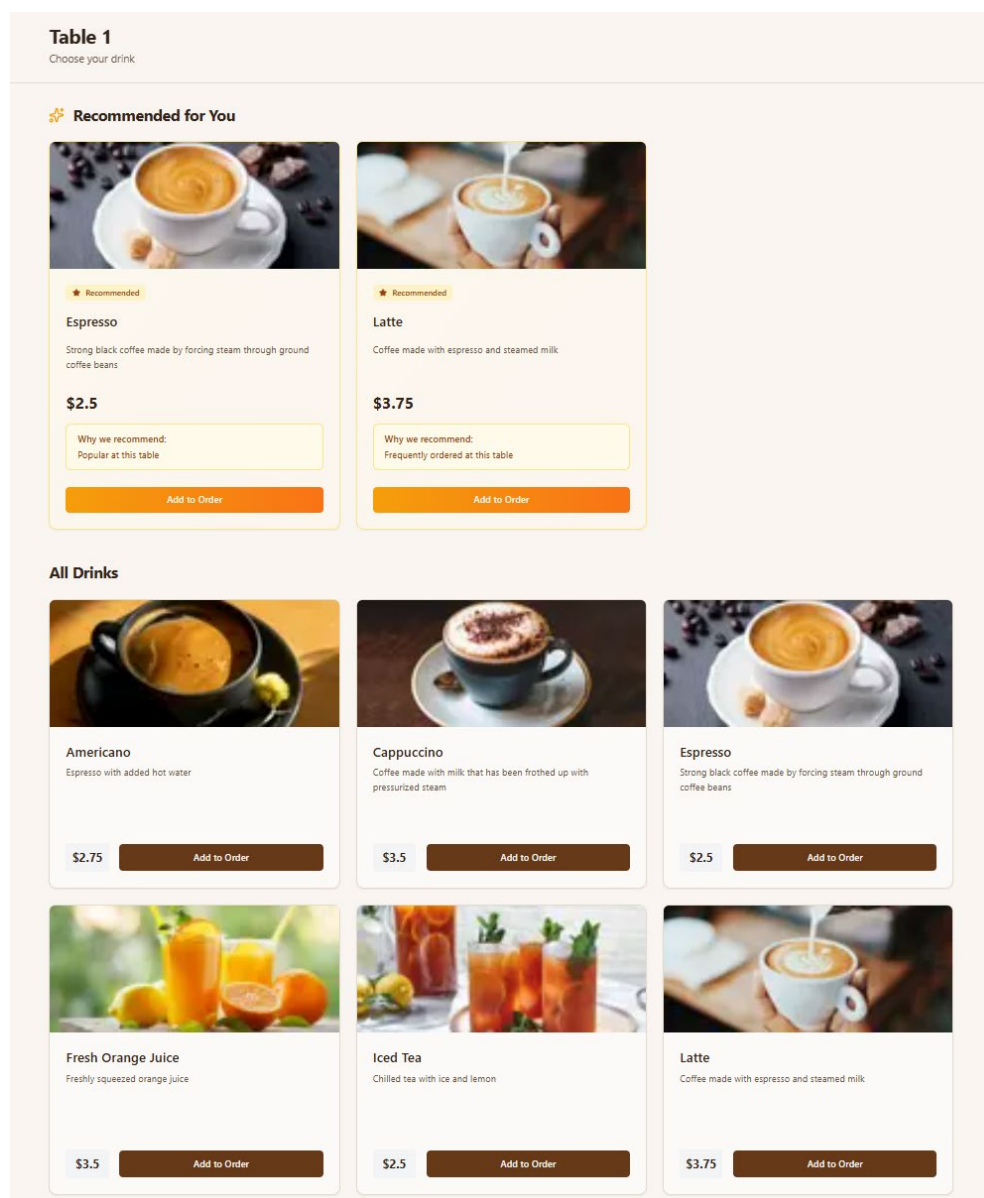 Table 1
Choose your drink
Recommended for You
Recommended
Espresso
Strong black coffee made by forcing steam through ground
coffee beans
$2.5
Why we recommend:
Popular at this table
Add to Order
Recommended
Latte
Coffee made with espresso and steamed milk
$3.75
Why we recommend:
Frequently ordered at this table
Add to Order
All Drinks
Americano
Espresso with added hot water
$2.75
Add to Order
Cappuccino
Coffee made with milk that has been frothed up with
pressurized steam
$3.5
Add to Order
Espresso
Strong black coffee made by forcing steam through ground
coffee beans
$2.5
Add to Order
Fresh Orange Juice
Freshly squeezed orange juice
$3.5
Add to Order
Iced Tea
Chilled tea with ice and lemon
$2.5
Add to Order
Latte
Coffee made with espresso and steamed milk
$3.75
Add to Order